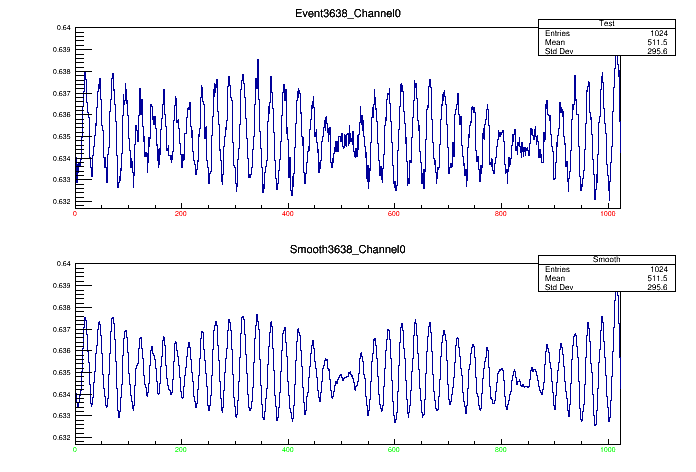 Event3638_Channel0
Test
Entries 1024
Mean 511.5
Std Dev 295.6
0.64
0.639
0.638
0.637
0.636
0.635
0.634
0.633
0.632
0 200 400 600 800 1000
Smooth3638_Channel0
Smooth
Entries 1024
Mean 511.5
Std Dev 295.6
0.64
0.639
0.638
0.637
0.636
0.635
0.634
0.633
0.632
0 200 400 600 800 1000